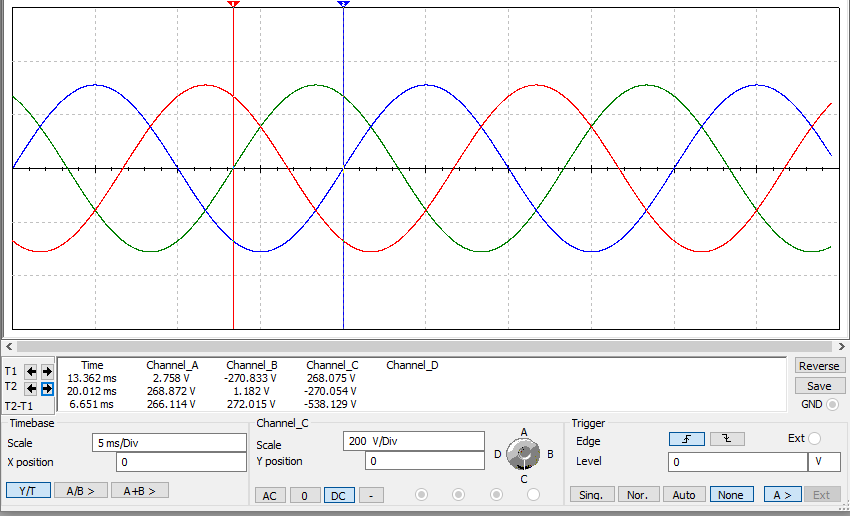 1 2
T1
T2
T2-T1
Time Channel_A Channel_B Channel_C Channel_D
13.362 ms 2.758 V -270.833 V 268.075 V
20.012 ms 268.872 V 1.182 V -270.054 V
6.651 ms 266.114 V 272.015 V -538.129 V
Reverse
Save
GND
Timebase
Scale 5 ms/Div
X position 0
Y/T A/B > A+B >
Channel_C
Scale 200 V/Div
Y position 0
AC 0 DC -
A
D B
C
Trigger
Edge Ext
Level 0 V
Sing. Nor. Auto None A > Ext